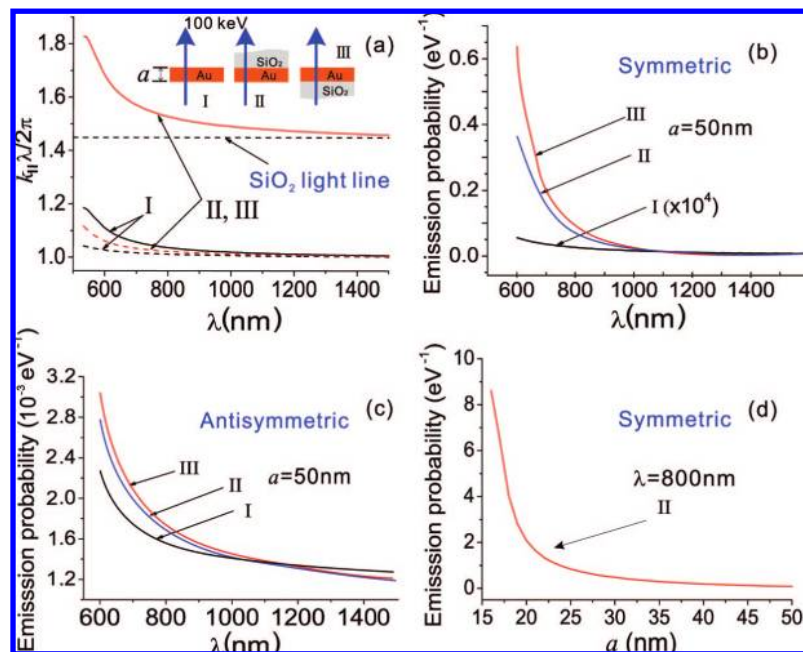 100 keV
(a)
SiO₂
Au
Au
Au
SiO₂
a
I
II
III
SiO₂ light line
I
II, III
k_II λ/2π
1.8
1.6
1.4
1.2
1.0
600 800 1000 1200 1400
λ(nm)
(b)
Symmetric
III
a=50nm
II
I (x10⁴)
Emisssion probability (eV⁻¹)
0.6
0.4
0.2
0.0
600 800 1000 1200 1400
λ(nm)
(c)
Antisymmetric
III
II
a=50nm
I
Emisssion probability (10⁻³ eV⁻¹)
3.2
2.8
2.4
2.0
1.6
1.2
600 800 1000 1200 1400
λ(nm)
(d)
Symmetric
λ=800nm
II
Emisssion probability (eV⁻¹)
10
8
6
4
2
0
15 20 25 30 35 40 45 50
a (nm)